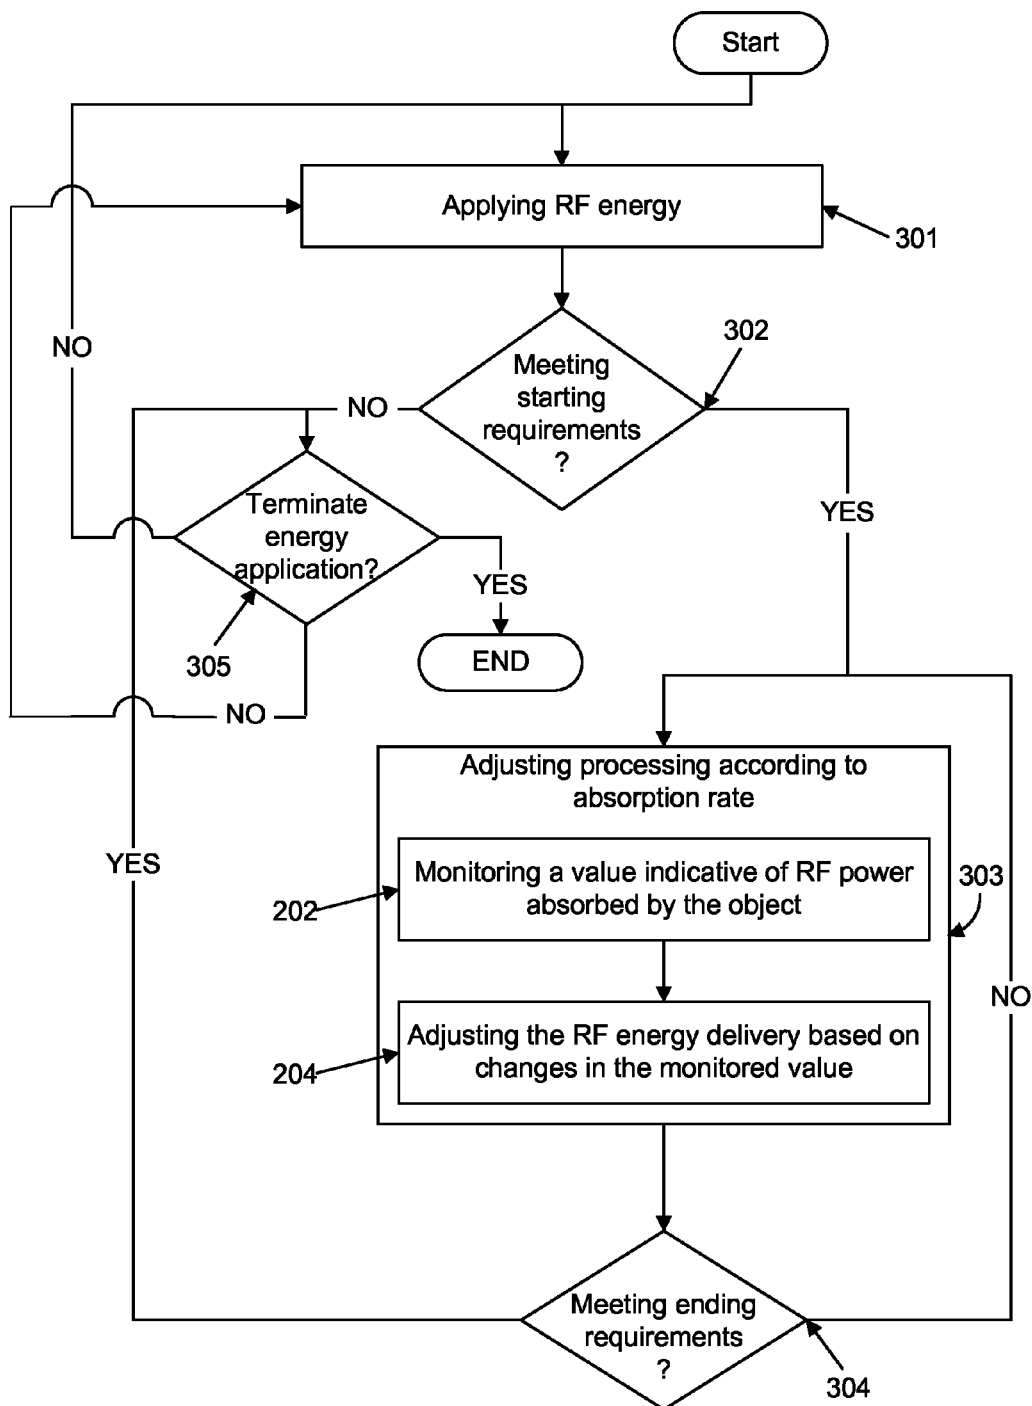 Start
Applying RF energy
301
NO
302
Meeting
starting
requirements
?
NO
YES
Terminate
energy
application?
YES
305
END
NO
Adjusting processing according to
absorption rate
YES
Monitoring a value indicative of RF power
absorbed by the object
303
202
NO
Adjusting the RF energy delivery based on
changes in the monitored value
204
Meeting ending
requirements
?
304